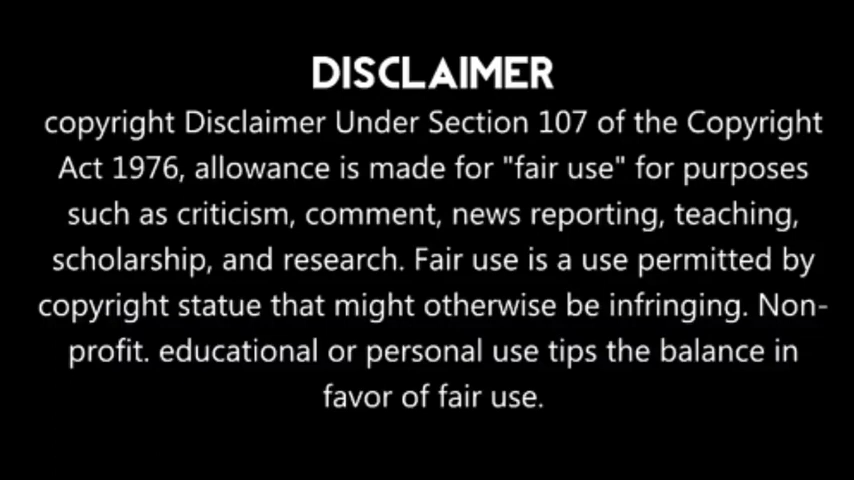 DISCLAIMER
copyright Disclaimer Under Section 107 of the Copyright
Act 1976, allowance is made for "fair use" for purposes
such as criticism, comment, news reporting, teaching,
scholarship, and research. Fair use is a use permitted by
copyright statue that might otherwise be infringing. Non-
profit. educational or personal use tips the balance in
favor of fair use.